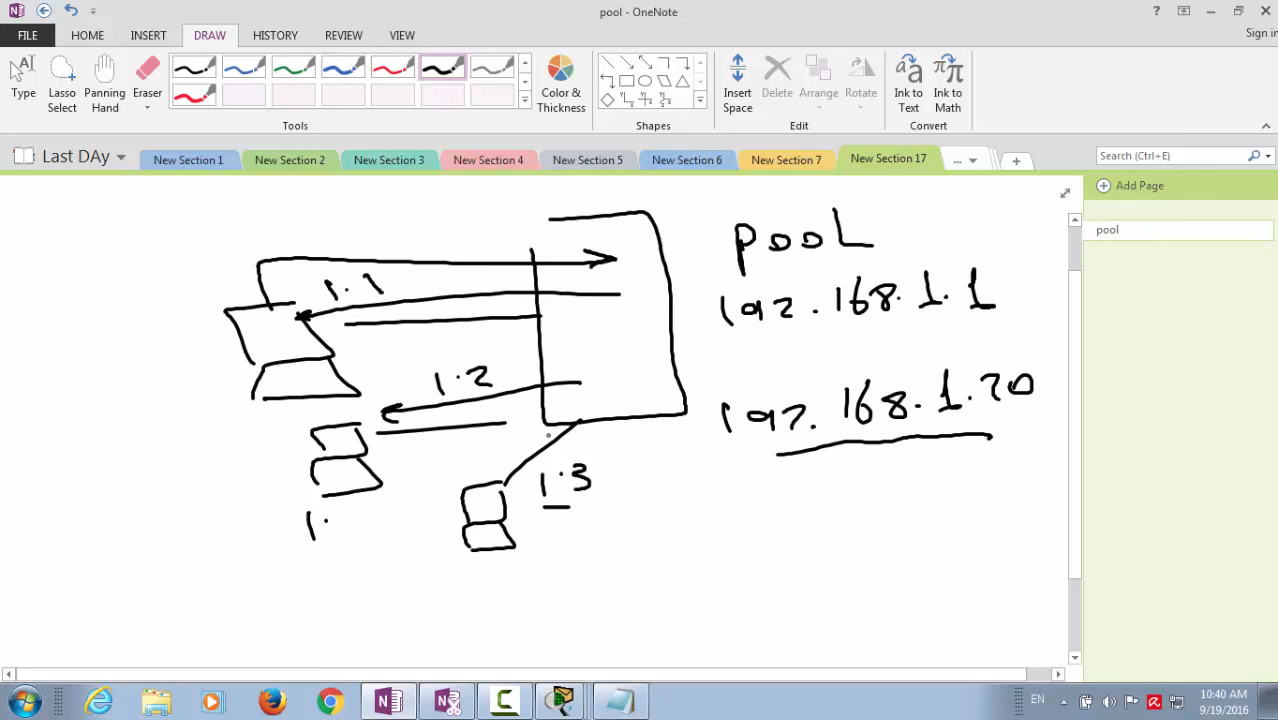 pool - OneNote
Sign in
FILE HOME INSERT DRAW HISTORY REVIEW VIEW
Type
Lasso Select
Panning Hand
Eraser
Color & Thickness
Insert Space
Delete
Arrange
Rotate
Ink to Text
Ink to Math
Tools
Shapes
Edit
Convert
Last DAy
New Section 1
New Section 2
New Section 3
New Section 4
New Section 5
New Section 6
New Section 7
New Section 17
...
Search (Ctrl+E)
Add Page
pool
pooL
192.168.1.1
192.168.1.20
1.1
1.2
1.3
1.
EN
10:40 AM
9/19/2016